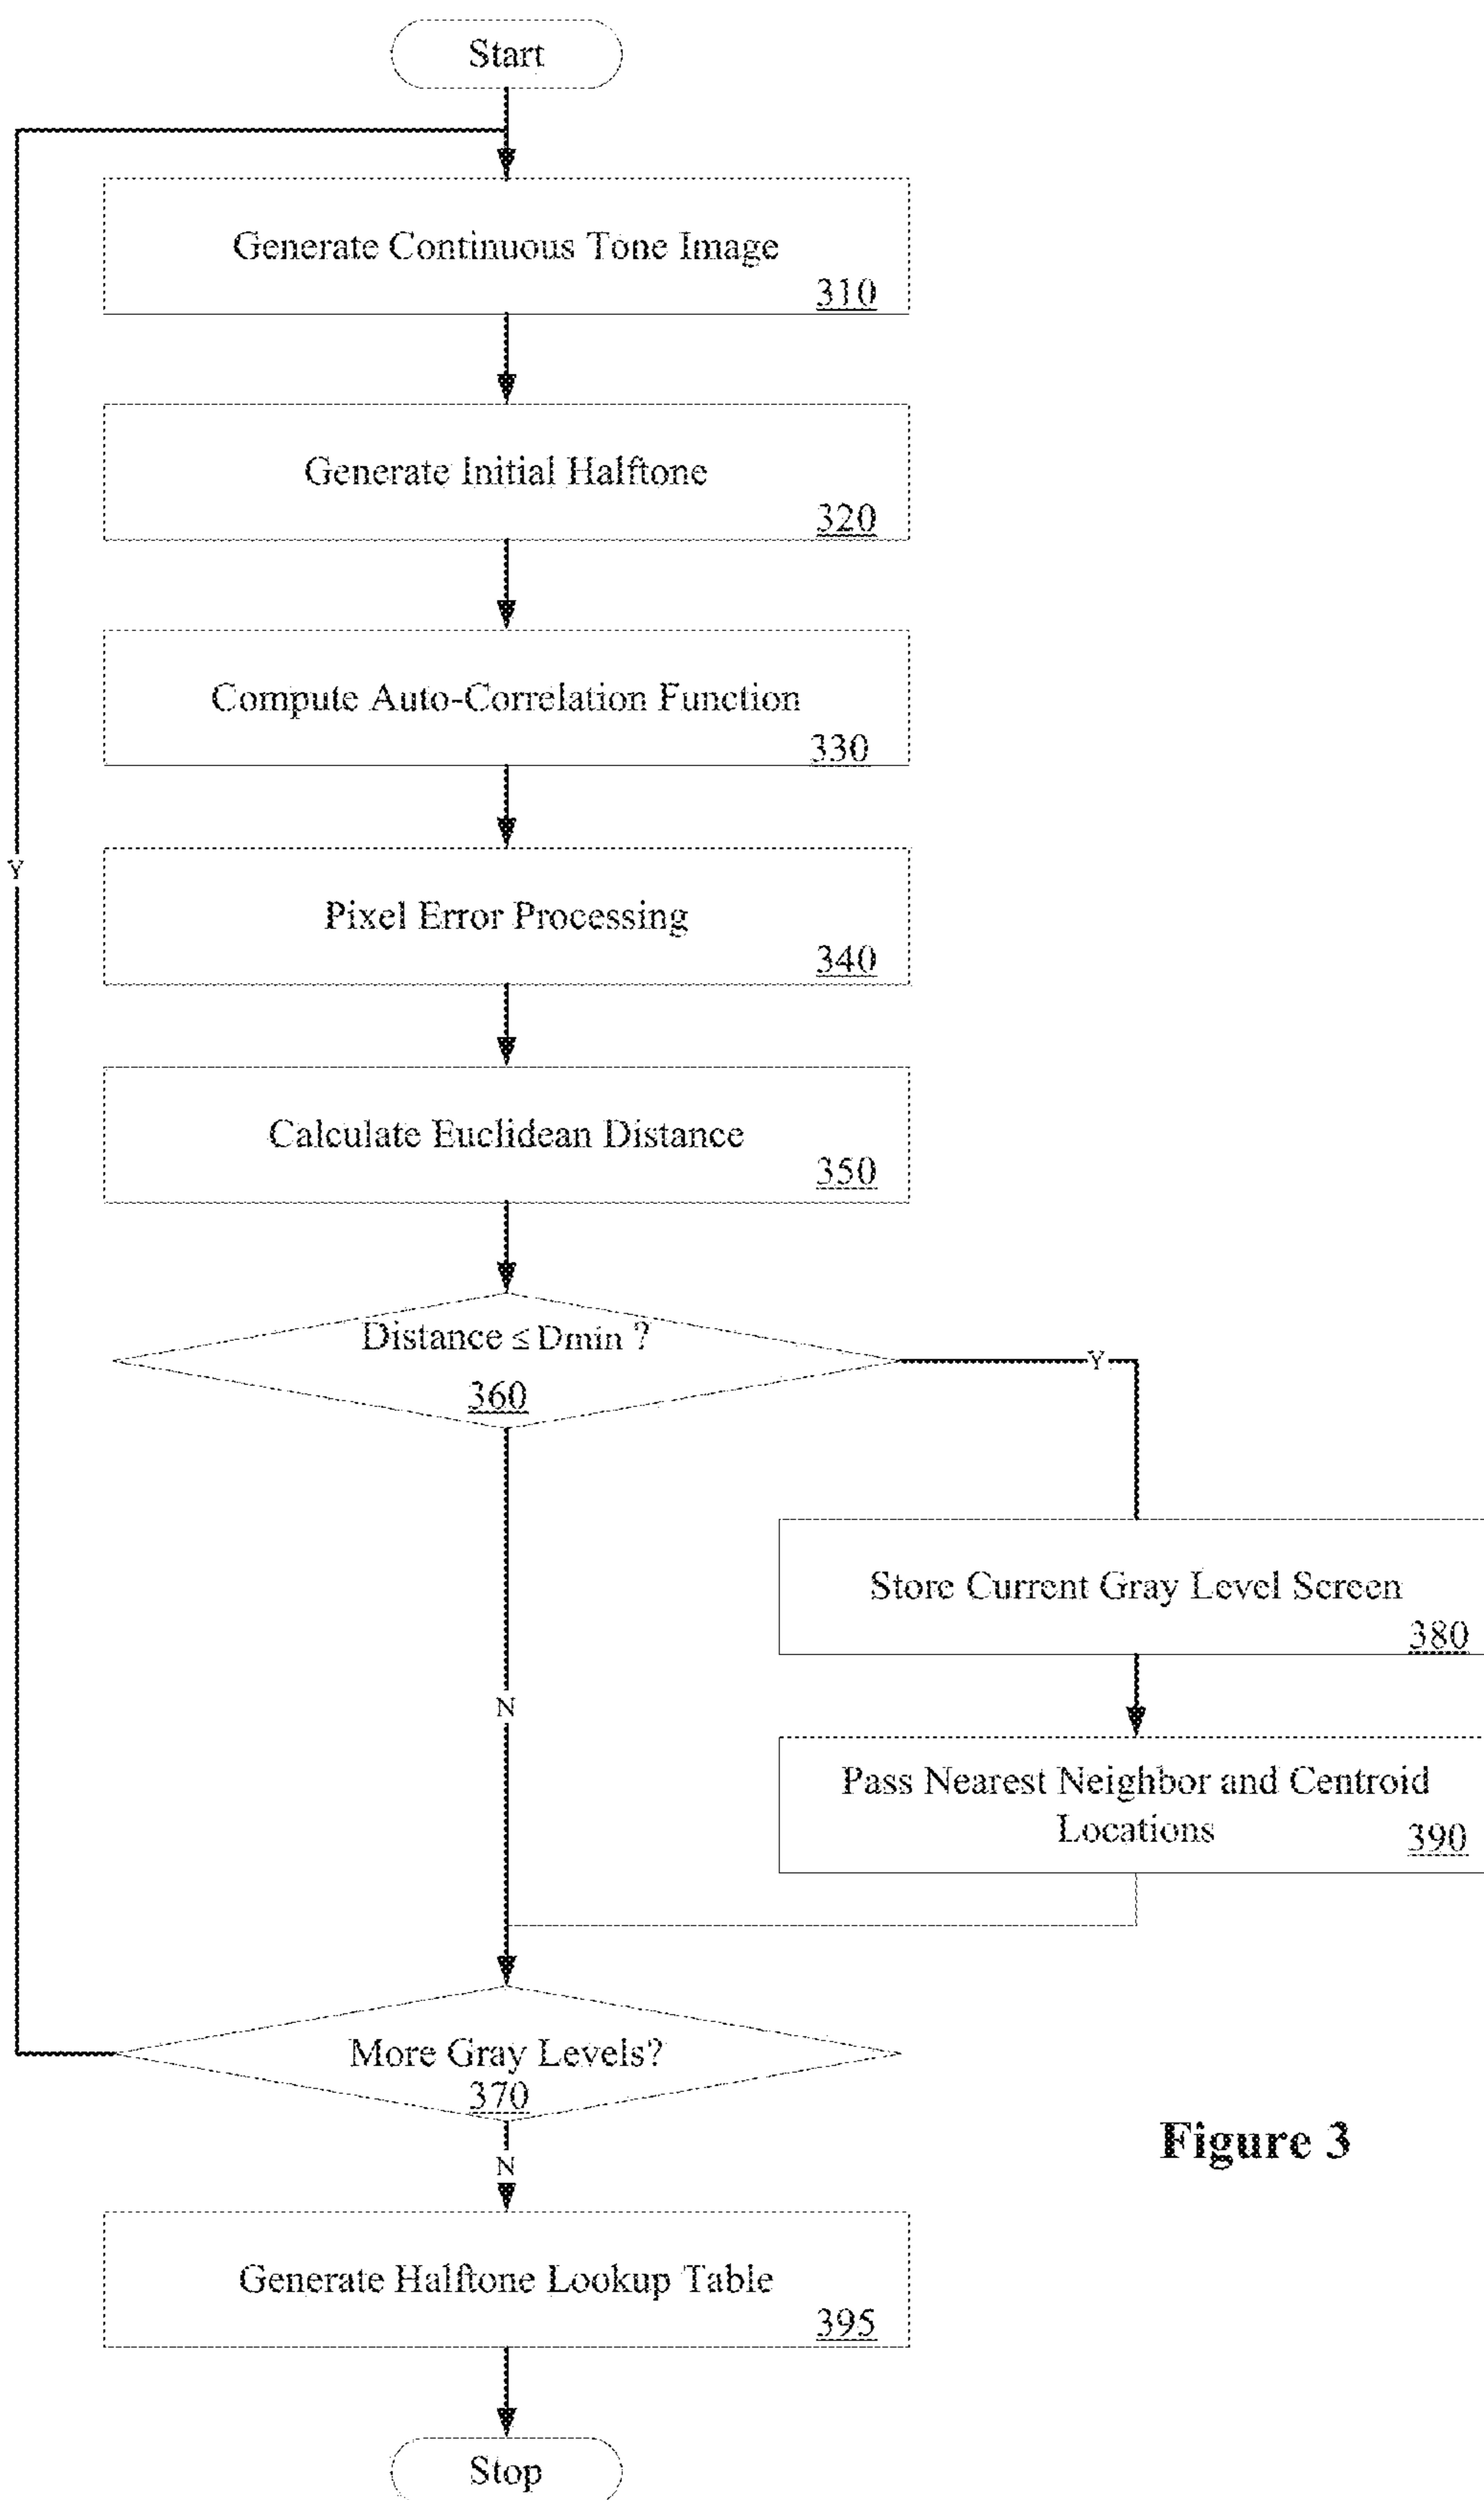 Start
Generate Continuous Tone Image
310
Generate Initial Halftone
320
Compute Auto-Correlation Function
330
Pixel Error Processing
340
Calculate Euclidean Distance
350
Distance ≤ Dmin ?
360
Y
Store Current Gray Level Screen
380
Pass Nearest Neighbor and Centroid
Locations
390
N
Y
More Gray Levels?
370
N
Generate Halftone Lookup Table
395
Stop
Figure 3